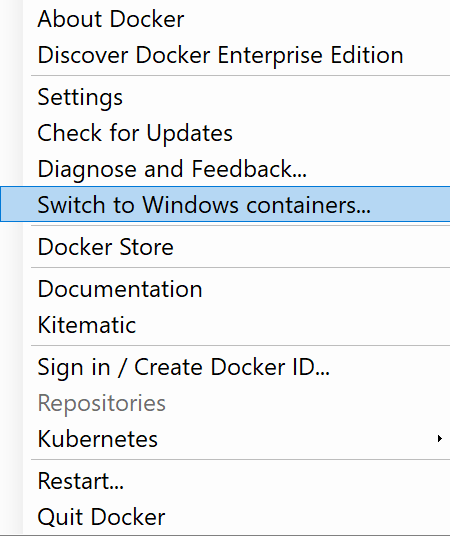 About Docker
Discover Docker Enterprise Edition
Settings
Check for Updates
Diagnose and Feedback...
Switch to Windows containers...
Docker Store
Documentation
Kitematic
Sign in / Create Docker ID...
Repositories
Kubernetes
Restart...
Quit Docker